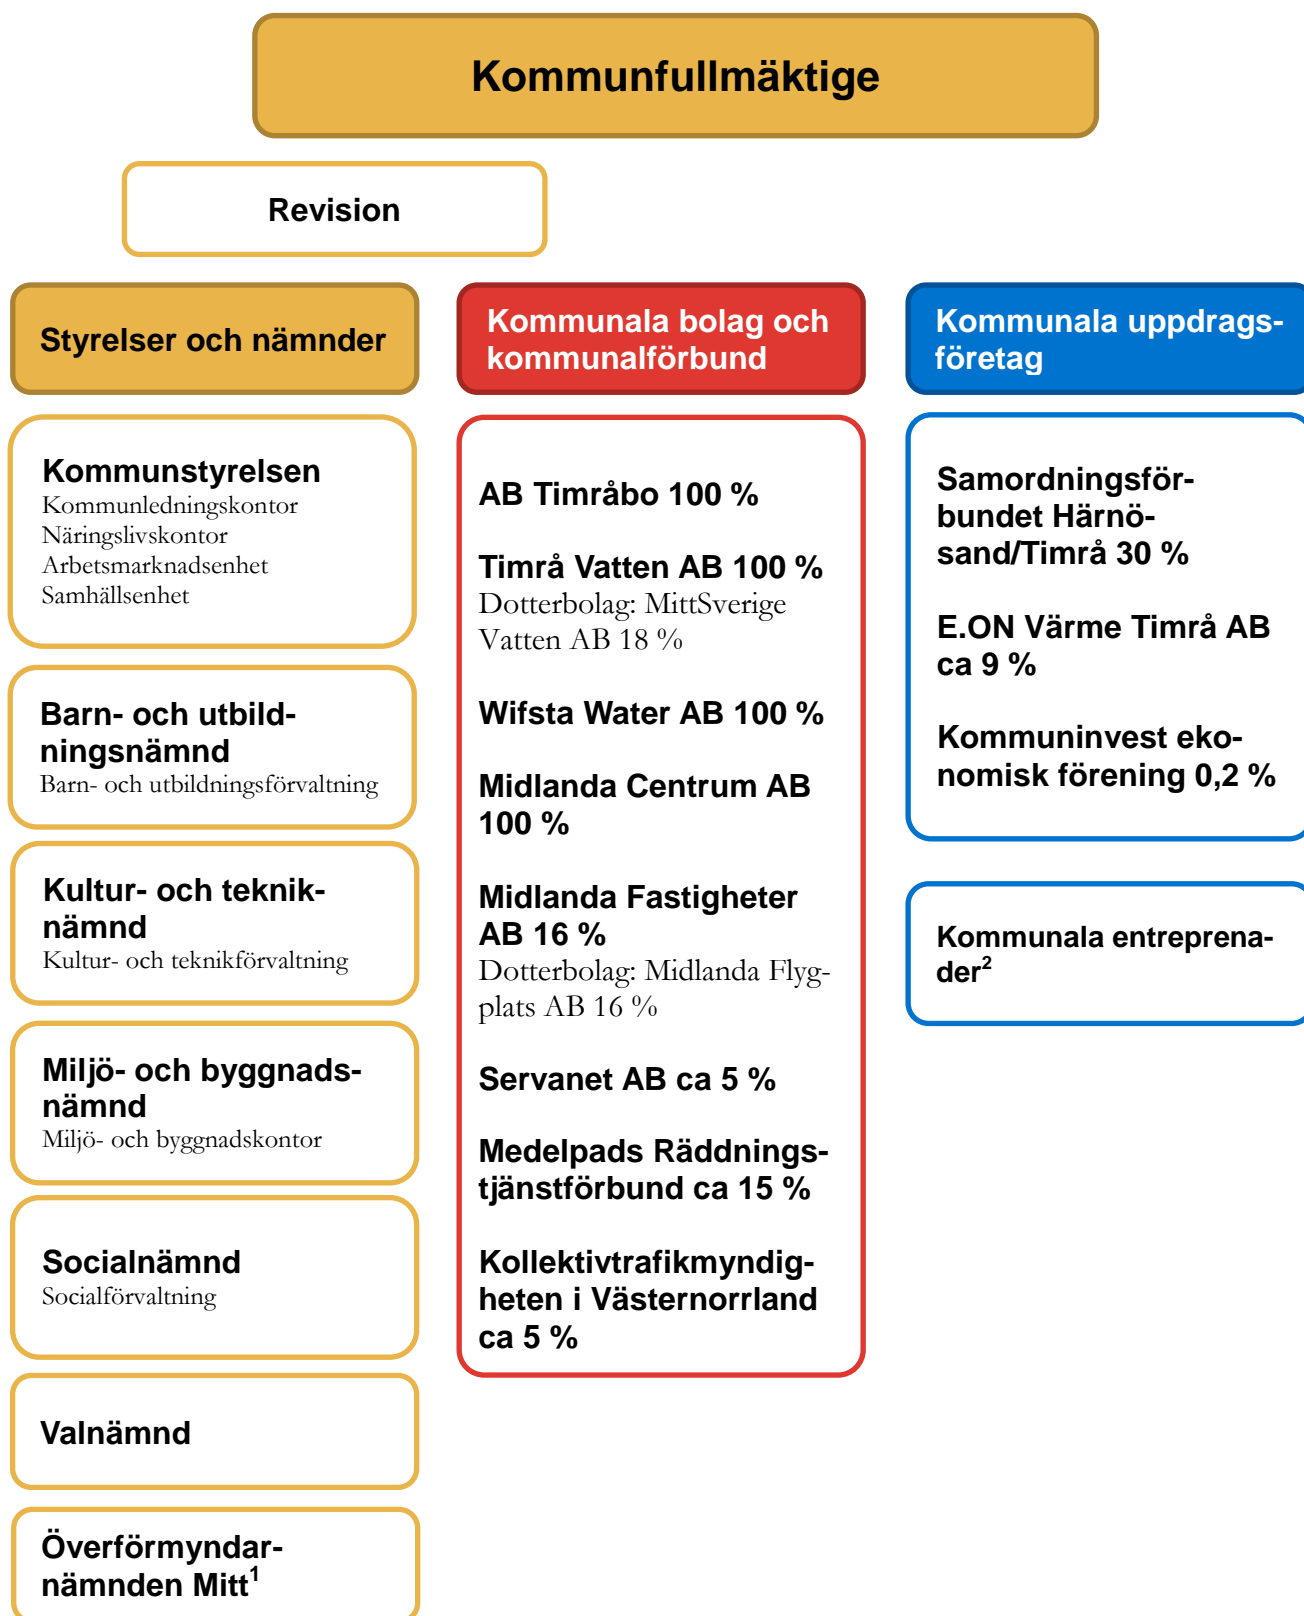 Kommunfullmäktige
Revision
Styrelser och nämnder
Kommunstyrelsen
Kommunledningskontor
Näringslivskontor
Arbetsmarknadsenhet
Samhällsenhet
Barn- och utbild-
ningsnämnd
Barn- och utbildningsförvaltning
Kultur- och teknik-
nämnd
Kultur- och teknikförvaltning
Miljö- och byggnads-
nämnd
Miljö- och byggnadskontor
Socialnämnd
Socialförvaltning
Valnämnd
Överförmyndar-
nämnden Mitt¹
Kommunala bolag och
kommunalförbund
AB Timråbo 100 %
Timrå Vatten AB 100 %
Dotterbolag: MittSverige
Vatten AB 18 %
Wifsta Water AB 100 %
Midlanda Centrum AB
100 %
Midlanda Fastigheter
AB 16 %
Dotterbolag: Midlanda Flyg-
plats AB 16 %
Servanet AB ca 5 %
Medelpads Räddnings-
tjänstförbund ca 15 %
Kollektivtrafikmyndig-
heten i Västernorrland
ca 5 %
Kommunala uppdrags-
företag
Samordningsför-
bundet Härnö-
sand/Timrå 30 %
E.ON Värme Timrå AB
ca 9 %
Kommuninvest eko-
nomisk förening 0,2 %
Kommunala entreprena-
der²